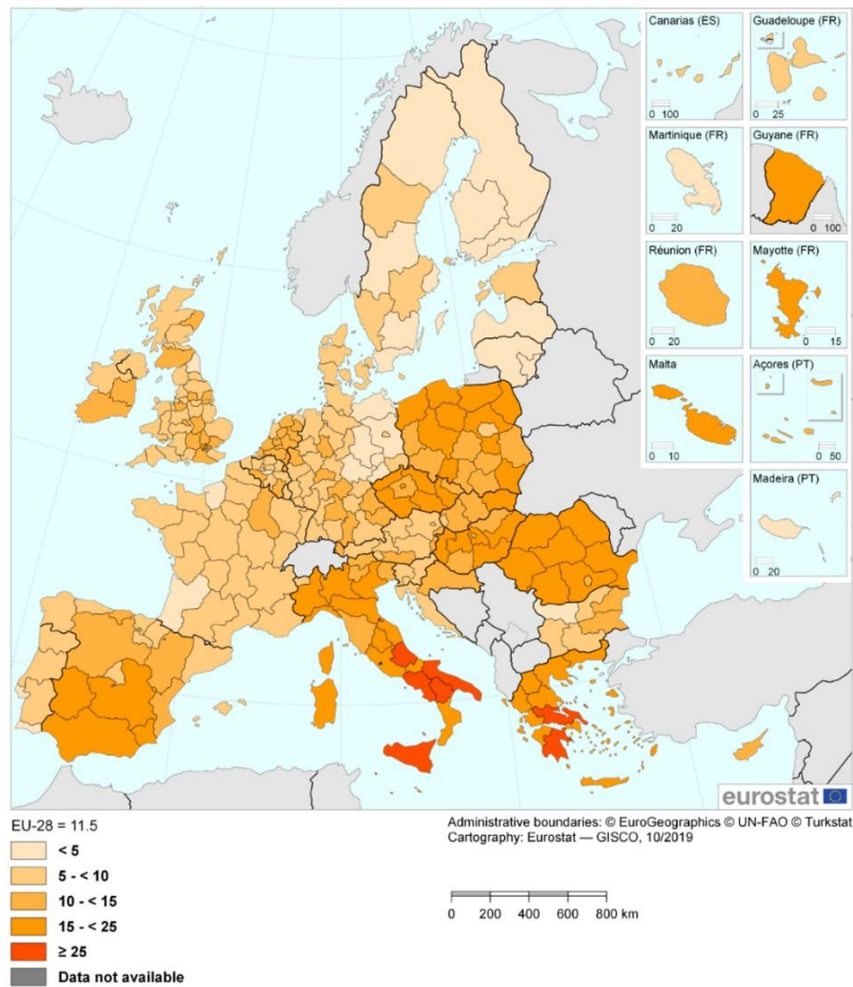 Canarias (ES)
0 100
Guadeloupe (FR)
0 25
Martinique (FR)
0 20
Guyane (FR)
0 100
Réunion (FR)
0 20
Mayotte (FR)
0 15
Malta
0 10
Açores (PT)
0 50
Madeira (PT)
0 20
eurostat
EU-28 = 11.5
< 5
5 - < 10
10 - < 15
15 - < 25
≥ 25
Data not available
Administrative boundaries: © EuroGeographics © UN-FAO © Turkstat
Cartography: Eurostat — GISCO, 10/2019
0 200 400 600 800 km